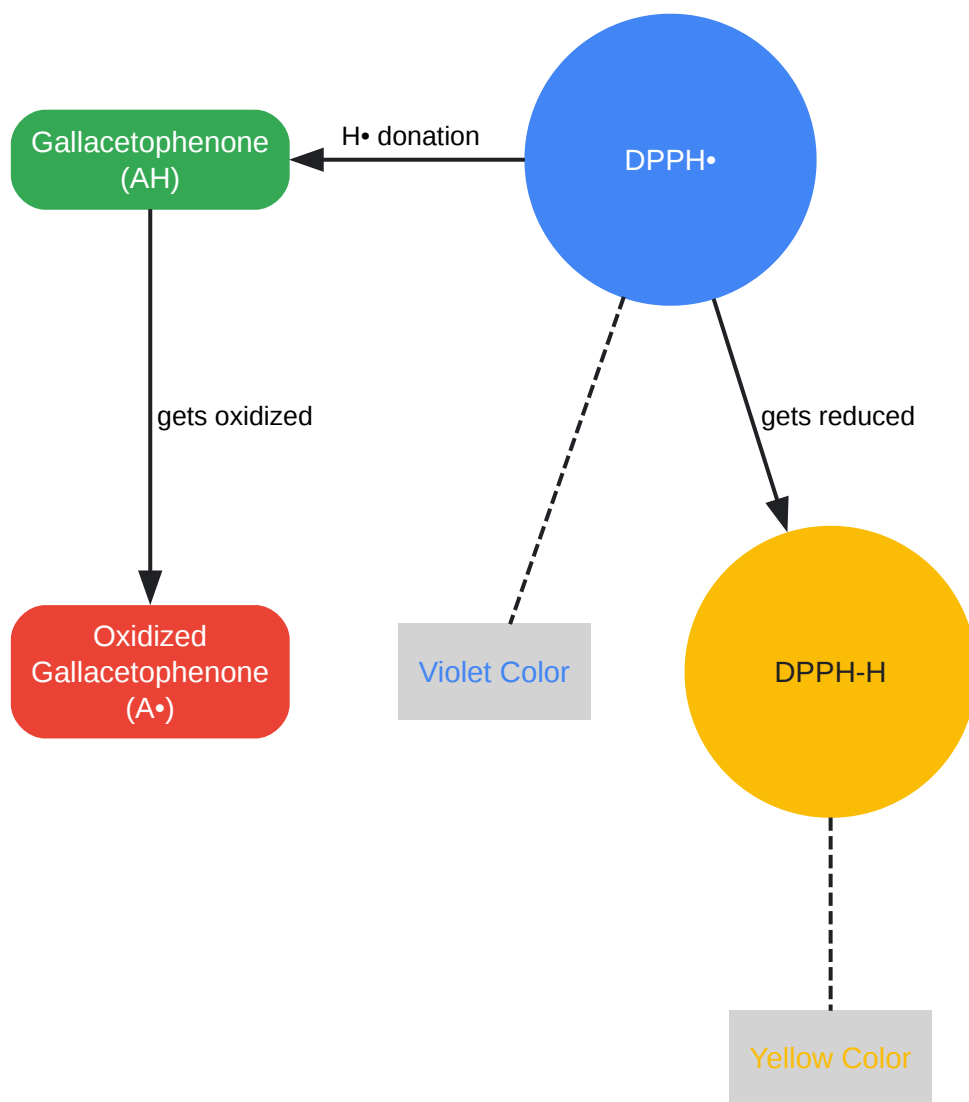 Gallacetophenone
(AH)
H• donation
DPPH•
gets oxidized
gets reduced
Oxidized
Gallacetophenone
(A•)
Violet Color
DPPH-H
Yellow Color